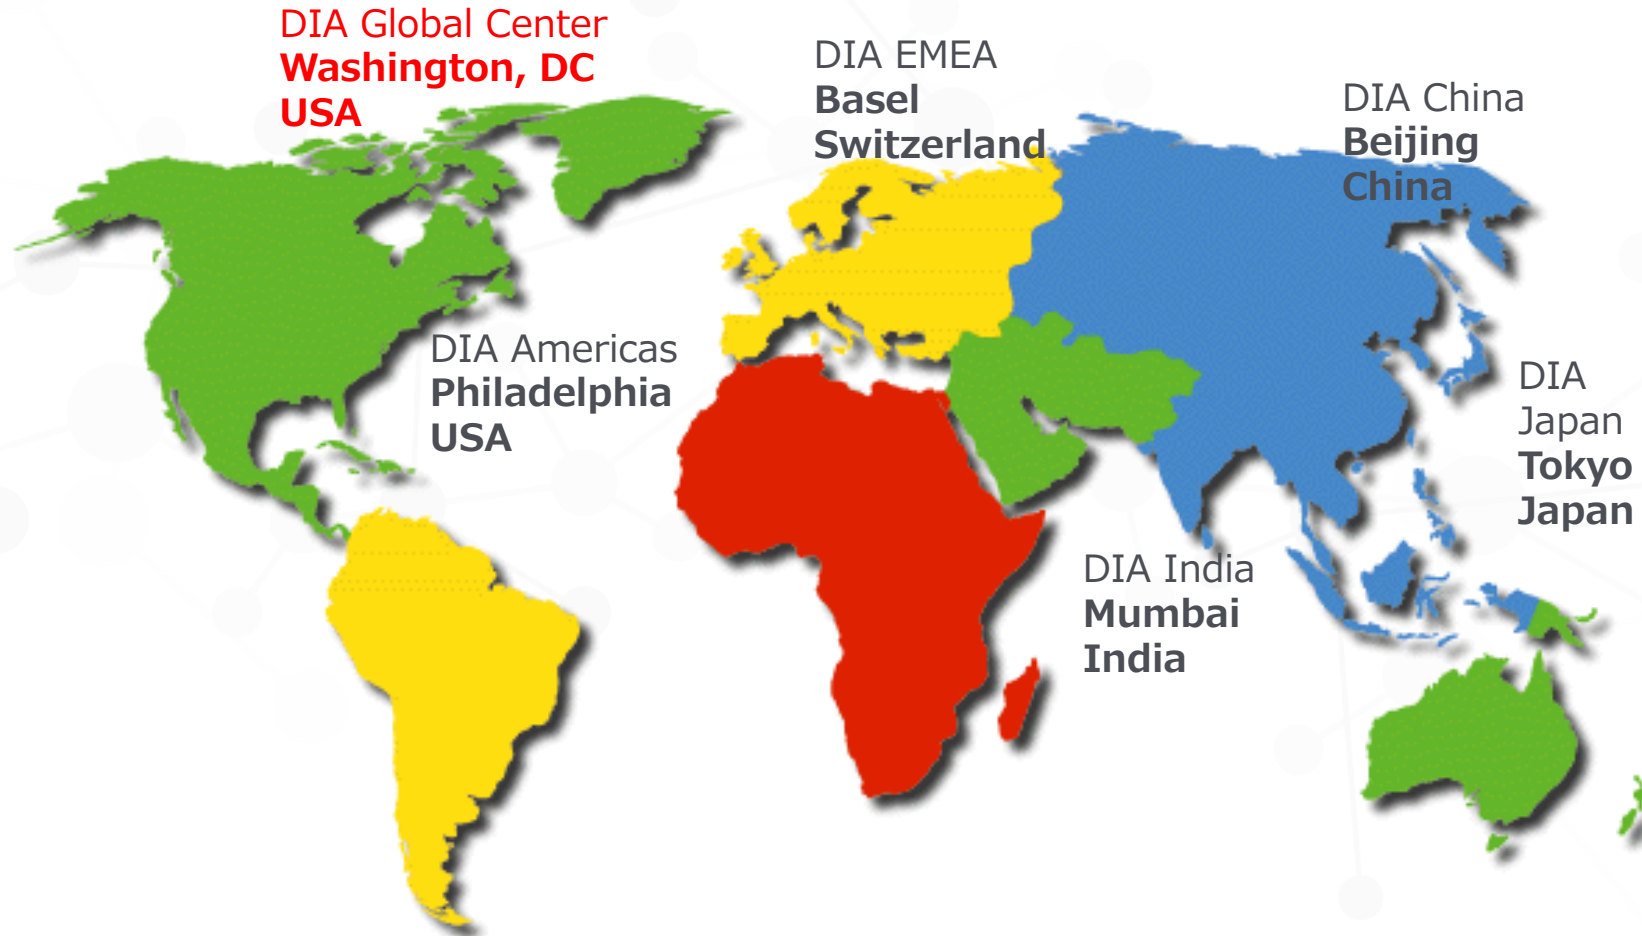 DIA Global Center
Washington, DC
USA
DIA EMEA
Basel
Switzerland
DIA China
Beijing
China
DIA Americas
Philadelphia
USA
DIA
Japan
Tokyo
Japan
DIA India
Mumbai
India